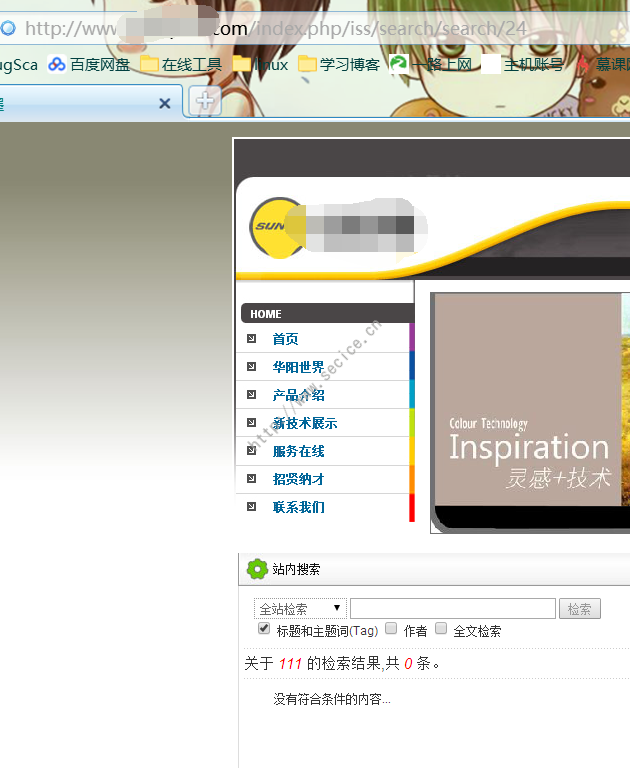 http://www .com/index.php/iss/search/search/24
ugSca 百度网盘 在线工具 linux 学习博客 一路上网 主机账号 慕课
SUN
HOME
首页
华阳世界
产品介绍
新技术展示
服务在线
招贤纳才
联系我们
http://www.secice.cn
Colour Technology
Inspiration
灵感+技术
站内搜索
全站检索 检索
标题和主题词(Tag) 作者 全文检索
关于 111 的检索结果,共 0 条。
没有符合条件的内容...